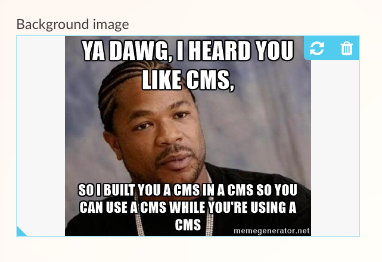 Background image
YA DAWG, I HEARD YOU
LIKE CMS,
SO I BUILT YOU A CMS IN A CMS SO YOU
CAN USE A CMS WHILE YOU'RE USING A
CMS
memegenerator.net